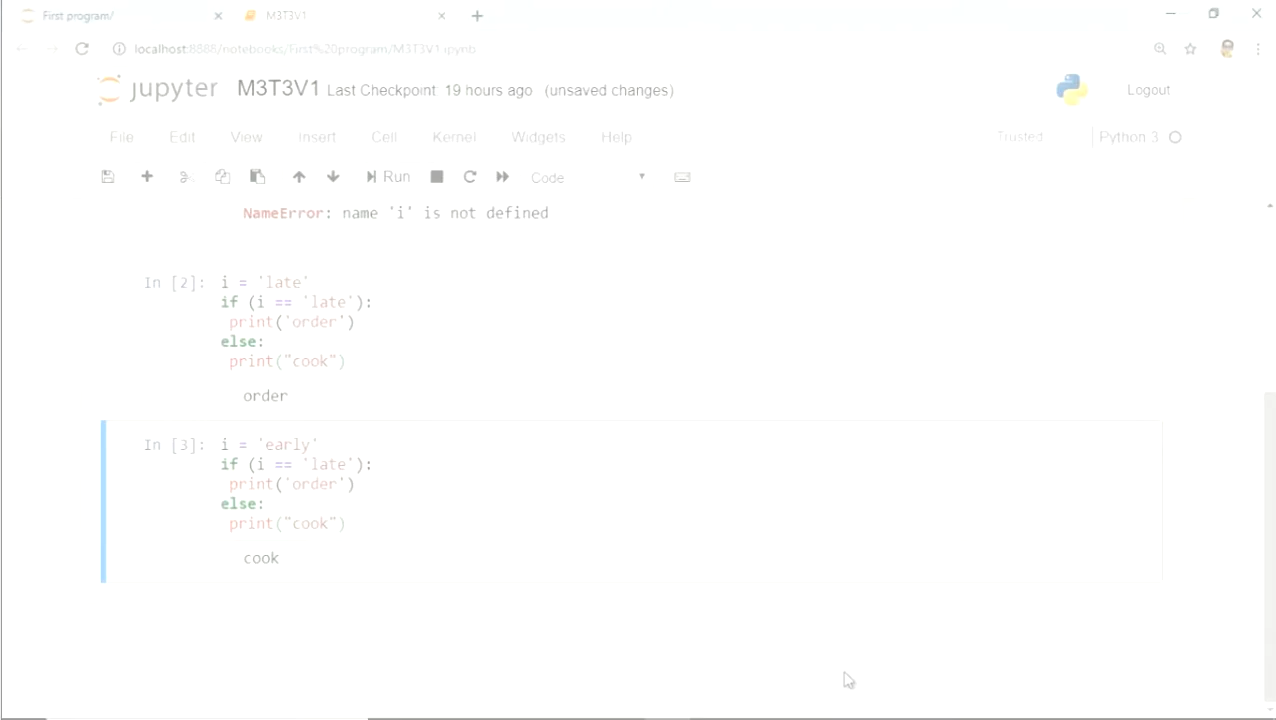 First program/
M3T3V1
localhost:8888/notebooks/First%20program/M3T3V1.ipynb
jupyter M3T3V1 Last Checkpoint 19 hours ago (unsaved changes) Logout
File Edit View Insert Cell Kernel Widgets Help Trusted Python 3
Run Code
NameError: name 'i' is not defined
In [2]: i = 'late'
if (i == 'late'):
print('order')
else:
print("cook")
order
In [3]: i = 'early'
if (i == 'late'):
print('order')
else:
print("cook")
cook